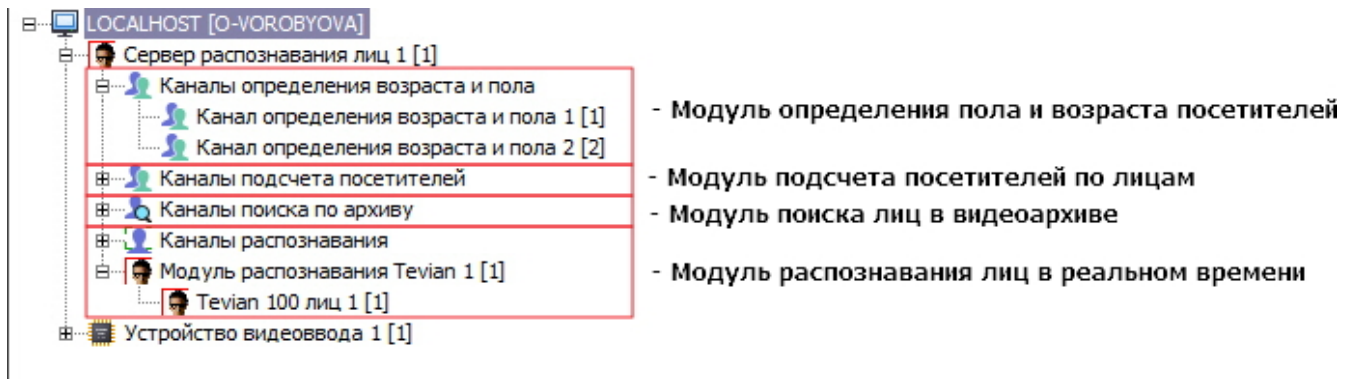 LOCALHOST [O-VOROBYOVA]
Сервер распознавания лиц 1 [1]
Каналы определения возраста и пола
Канал определения возраста и пола 1 [1] - Модуль определения пола и возраста посетителей
Канал определения возраста и пола 2 [2]
Каналы подсчета посетителей - Модуль подсчета посетителей по лицам
Каналы поиска по архиву - Модуль поиска лиц в видеоархиве
Каналы распознавания
Модуль распознавания Tevian 1 [1] - Модуль распознавания лиц в реальном времени
Tevian 100 лиц 1 [1]
Устройство видеоввода 1 [1]